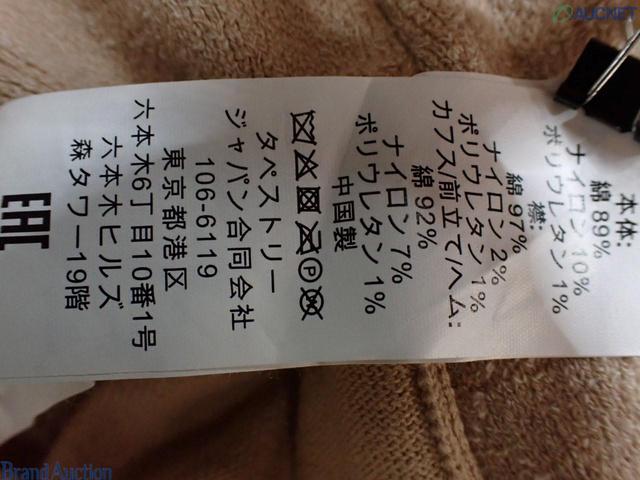 本体:
綿 89%
ナイロン 10%
ポリウレタン 1%
襟:
綿 97%
ナイロン 2%
ポリウレタン 1%
カフス/前立て/ヘム:
綿 92%
ナイロン 7%
ポリウレタン 1%
中国製
P
タペストリー
ジャパン合同会社
106-6119
東京都港区
六本木6丁目10番1号
六本木ヒルズ
森タワー19階
EAC
AUCNET
Brand Auction